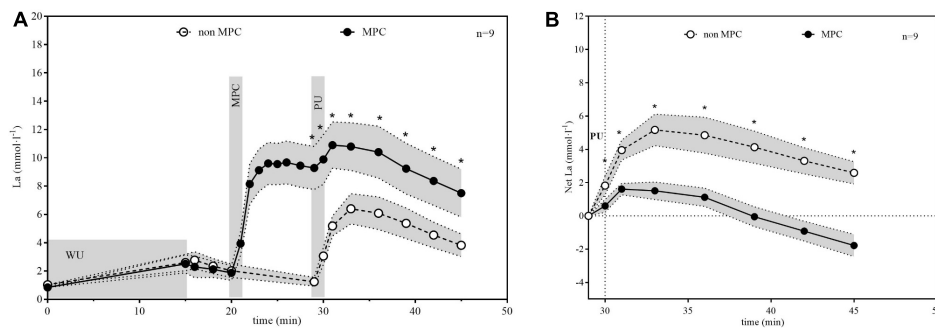 A
non MPC
MPC
n=9
La (mmol·l⁻¹)
20
18
16
14
12
10
8
6
4
2
0
WU
MPC
PU
* * * * * * * *
0 10 20 30 40 50
time (min)
B
non MPC
MPC
n=9
Net La (mmol·l⁻¹)
12
10
8
6
4
2
0
-2
-4
PU
* * * * * * *
30 35 40 45 50
time (min)